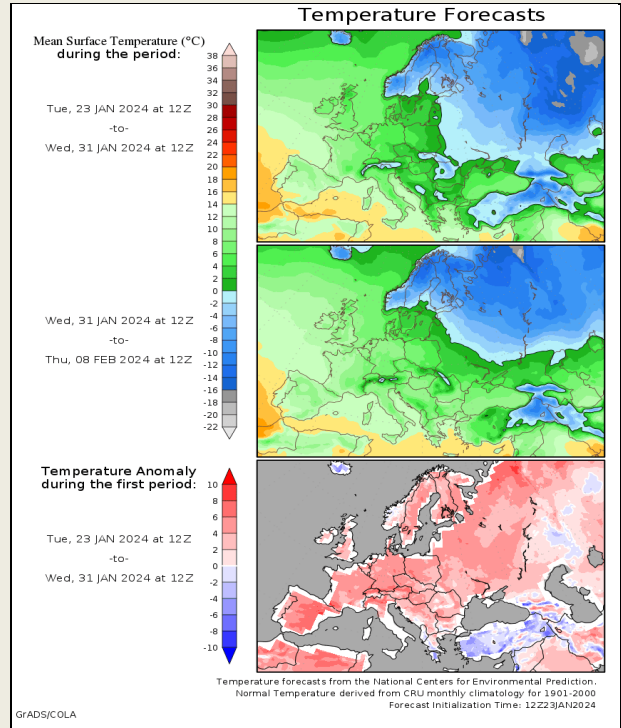 Temperature Forecasts
Mean Surface Temperature (°C)
during the period:
Tue, 23 JAN 2024 at 12Z
-to-
Wed, 31 JAN 2024 at 12Z
38
36
34
32
30
28
26
24
22
20
18
16
14
12
10
8
6
4
2
0
-2
-4
-6
-8
-10
-12
-14
-16
-18
-20
-22
Wed, 31 JAN 2024 at 12Z
-to-
Thu, 08 FEB 2024 at 12Z
Temperature Anomaly
during the first period:
Tue, 23 JAN 2024 at 12Z
-to-
Wed, 31 JAN 2024 at 12Z
10
8
6
4
2
0
-2
-4
-6
-8
-10
Temperature forecasts from the National Centers for Environmental Prediction.
Normal Temperature derived from CRU monthly climatology for 1901-2000
Forecast Initialization Time: 12Z23JAN2024
GrADS/COLA